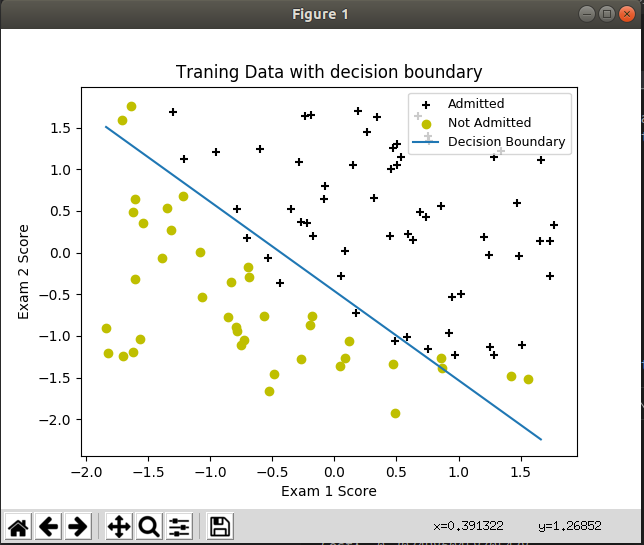 Figure 1
Traning Data with decision boundary
Admitted
Not Admitted
Decision Boundary
Exam 2 Score
1.5
1.0
0.5
0.0
−0.5
−1.0
−1.5
−2.0
−2.0 −1.5 −1.0 −0.5 0.0 0.5 1.0 1.5
Exam 1 Score
x=0.391322 y=1.26852